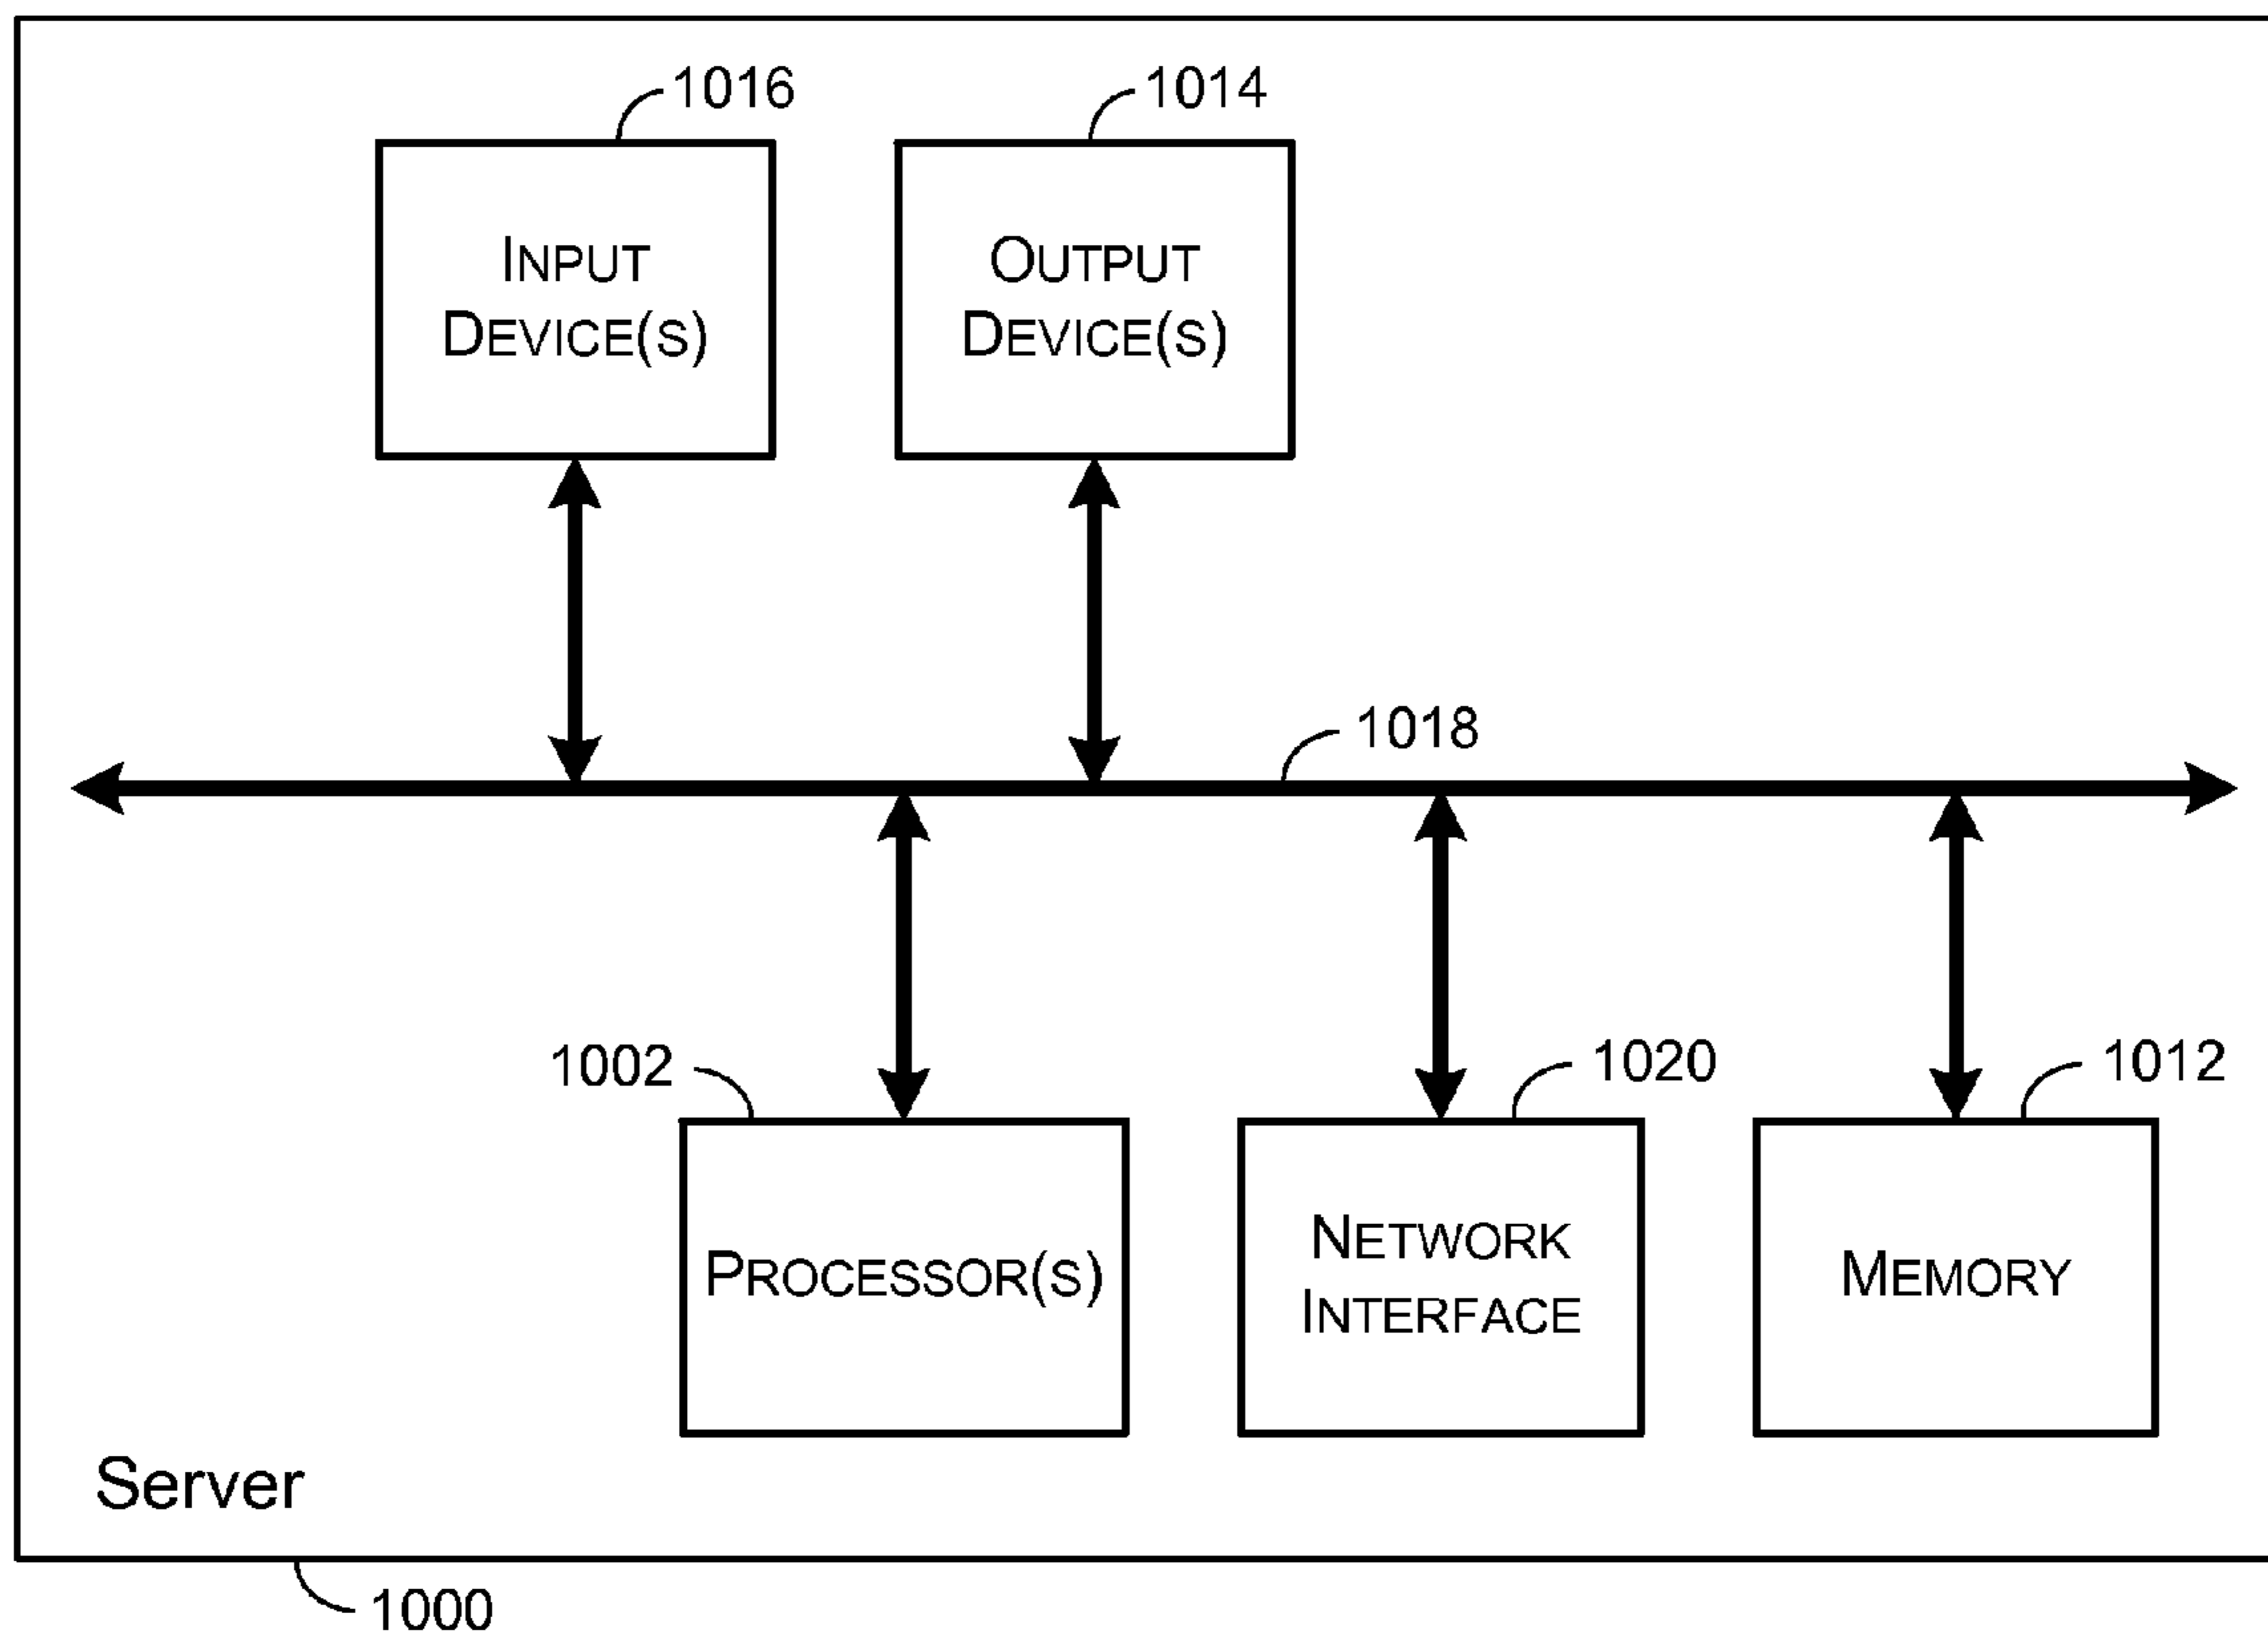 1016
1014
INPUT
DEVICE(S)
OUTPUT
DEVICE(S)
1018
1002
1020
1012
PROCESSOR(S)
NETWORK
INTERFACE
MEMORY
Server
1000